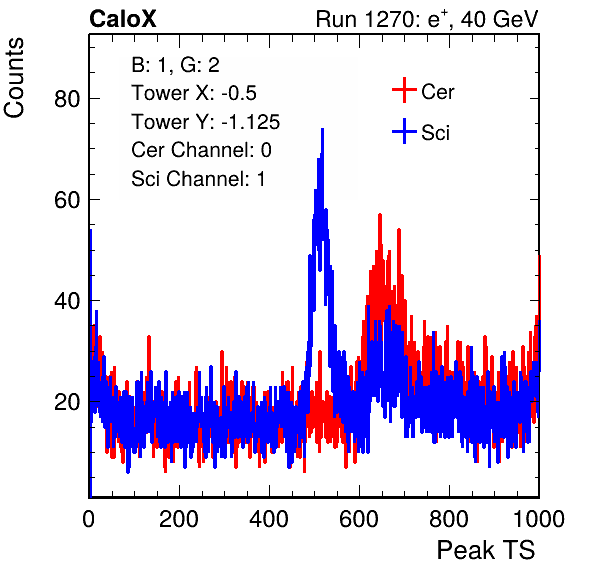 CaloX Run 1270: e⁺, 40 GeV
B: 1, G: 2
Tower X: -0.5
Tower Y: -1.125
Cer Channel: 0
Sci Channel: 1
Cer
Sci
Counts
80
60
40
20
0 200 400 600 800 1000
Peak TS